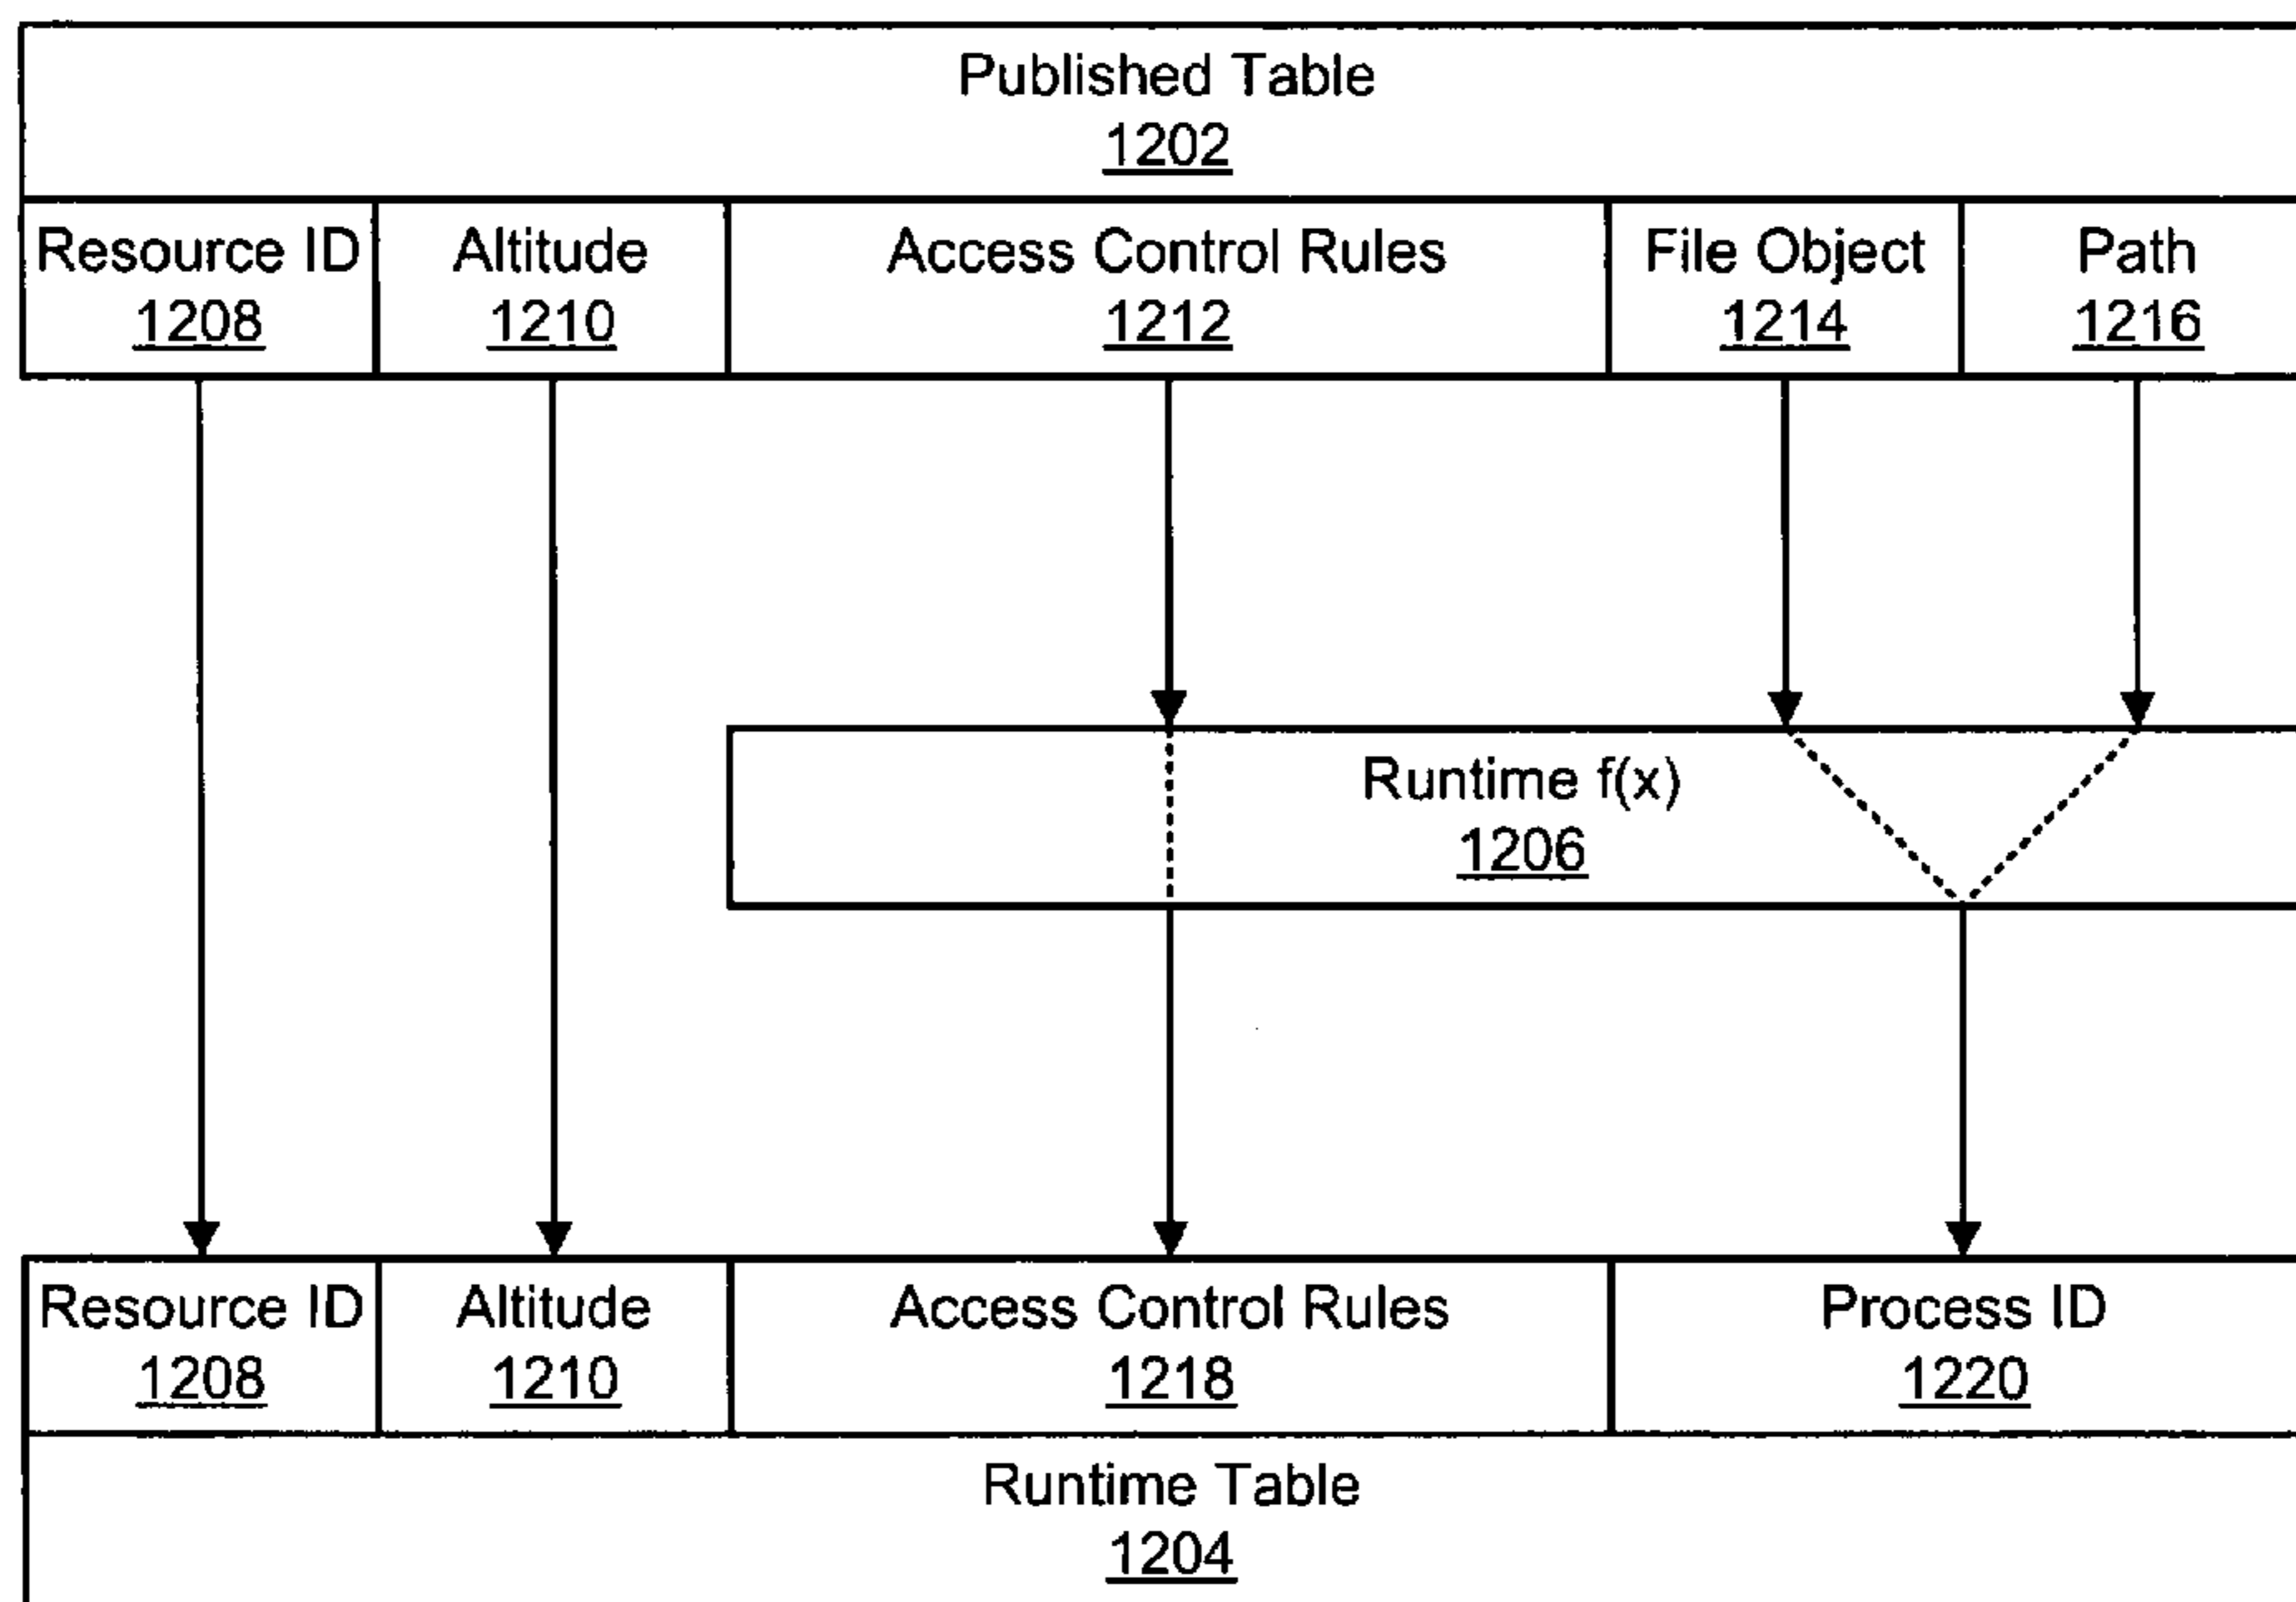 Published Table
1202
Resource ID
1208
Altitude
1210
Access Control Rules
1212
File Object
1214
Path
1216
Runtime f(x)
1206
Resource ID
1208
Altitude
1210
Access Control Rules
1218
Process ID
1220
Runtime Table
1204